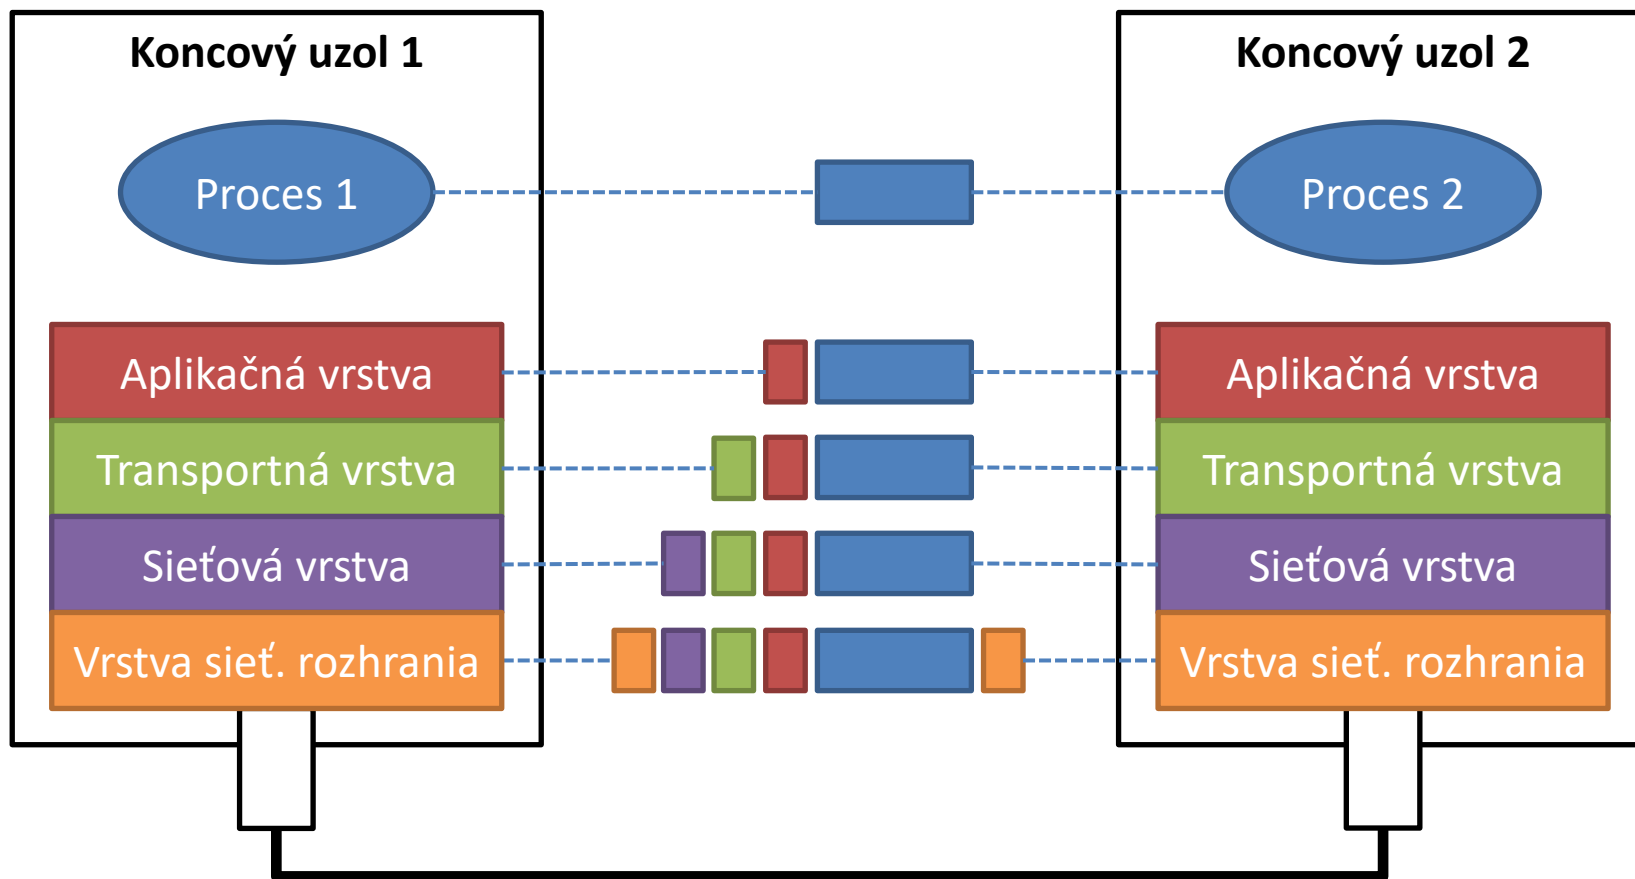 Koncový uzol 1
Proces 1
Aplikačná vrstva
Transportná vrstva
Sieťová vrstva
Vrstva sieť. rozhrania
Koncový uzol 2
Proces 2
Aplikačná vrstva
Transportná vrstva
Sieťová vrstva
Vrstva sieť. rozhrania